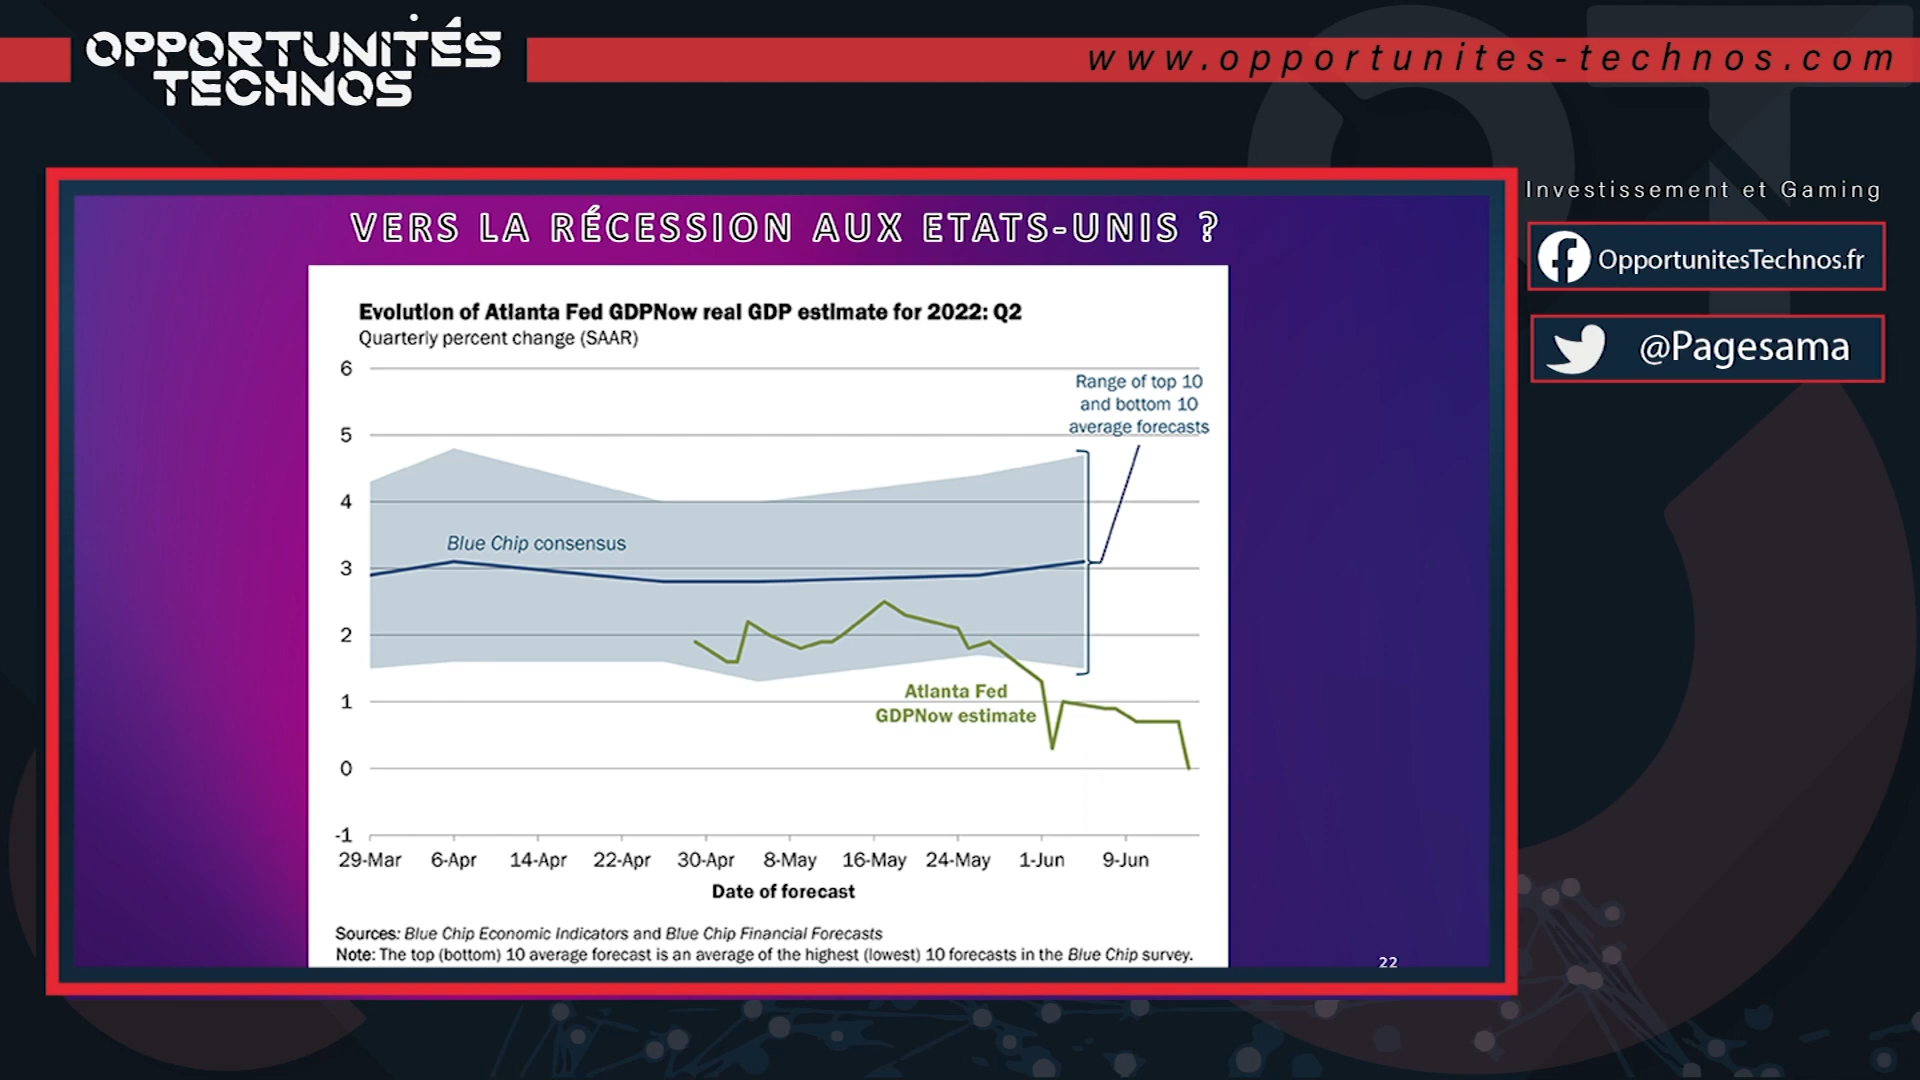 OPPORTUNITÉS
TECHNOS
www.opportunites-technos.com
Investissement et Gaming
OpportunitesTechnos.fr
@Pagesama
VERS LA RÉCESSION AUX ETATS-UNIS ?
Evolution of Atlanta Fed GDPNow real GDP estimate for 2022: Q2
Quarterly percent change (SAAR)
6
5
4
3
2
1
0
-1
Range of top 10
and bottom 10
average forecasts
Blue Chip consensus
Atlanta Fed
GDPNow estimate
29-Mar 6-Apr 14-Apr 22-Apr 30-Apr 8-May 16-May 24-May 1-Jun 9-Jun
Date of forecast
Sources: Blue Chip Economic Indicators and Blue Chip Financial Forecasts
Note: The top (bottom) 10 average forecast is an average of the highest (lowest) 10 forecasts in the Blue Chip survey.
22